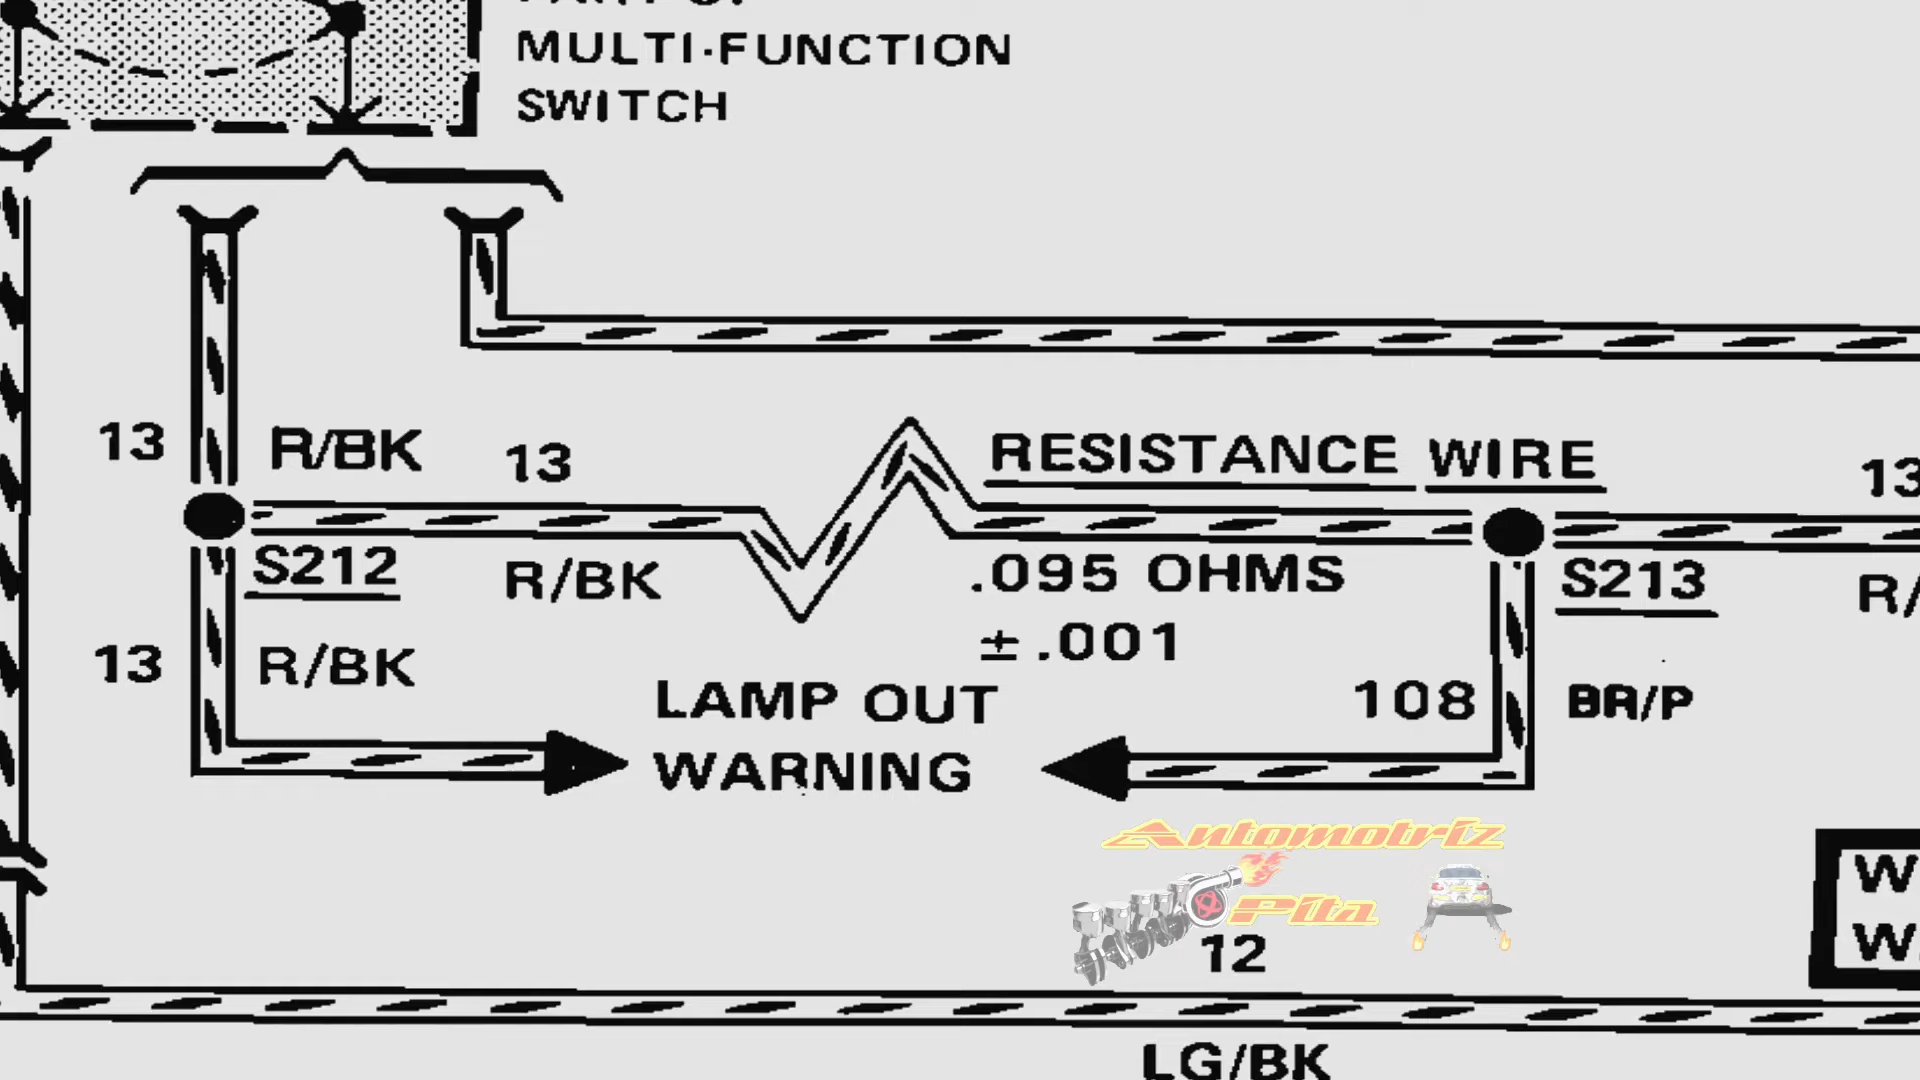 MULTI-FUNCTION
SWITCH
13
R/BK
13
RESISTANCE WIRE
13
S212
R/BK
.095 OHMS
S213
± .001
13
R/BK
LAMP OUT
108
BR/P
WARNING
Automotriz
Pita
12
LG/BK